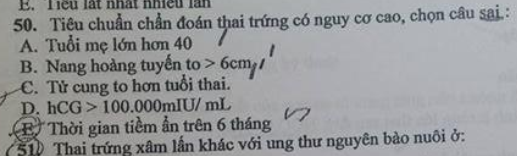 E. Tiểu lắt nhắt nhiều lần
50. Tiêu chuẩn chẩn đoán thai trứng có nguy cơ cao, chọn câu sai :
A. Tuổi mẹ lớn hơn 40
B. Nang hoàng tuyến to > 6cm
C. Tử cung to hơn tuổi thai.
D. hCG > 100.000mIU/ mL
E. Thời gian tiềm ẩn trên 6 tháng
51. Thai trứng xâm lấn khác với ung thư nguyên bào nuôi ở: